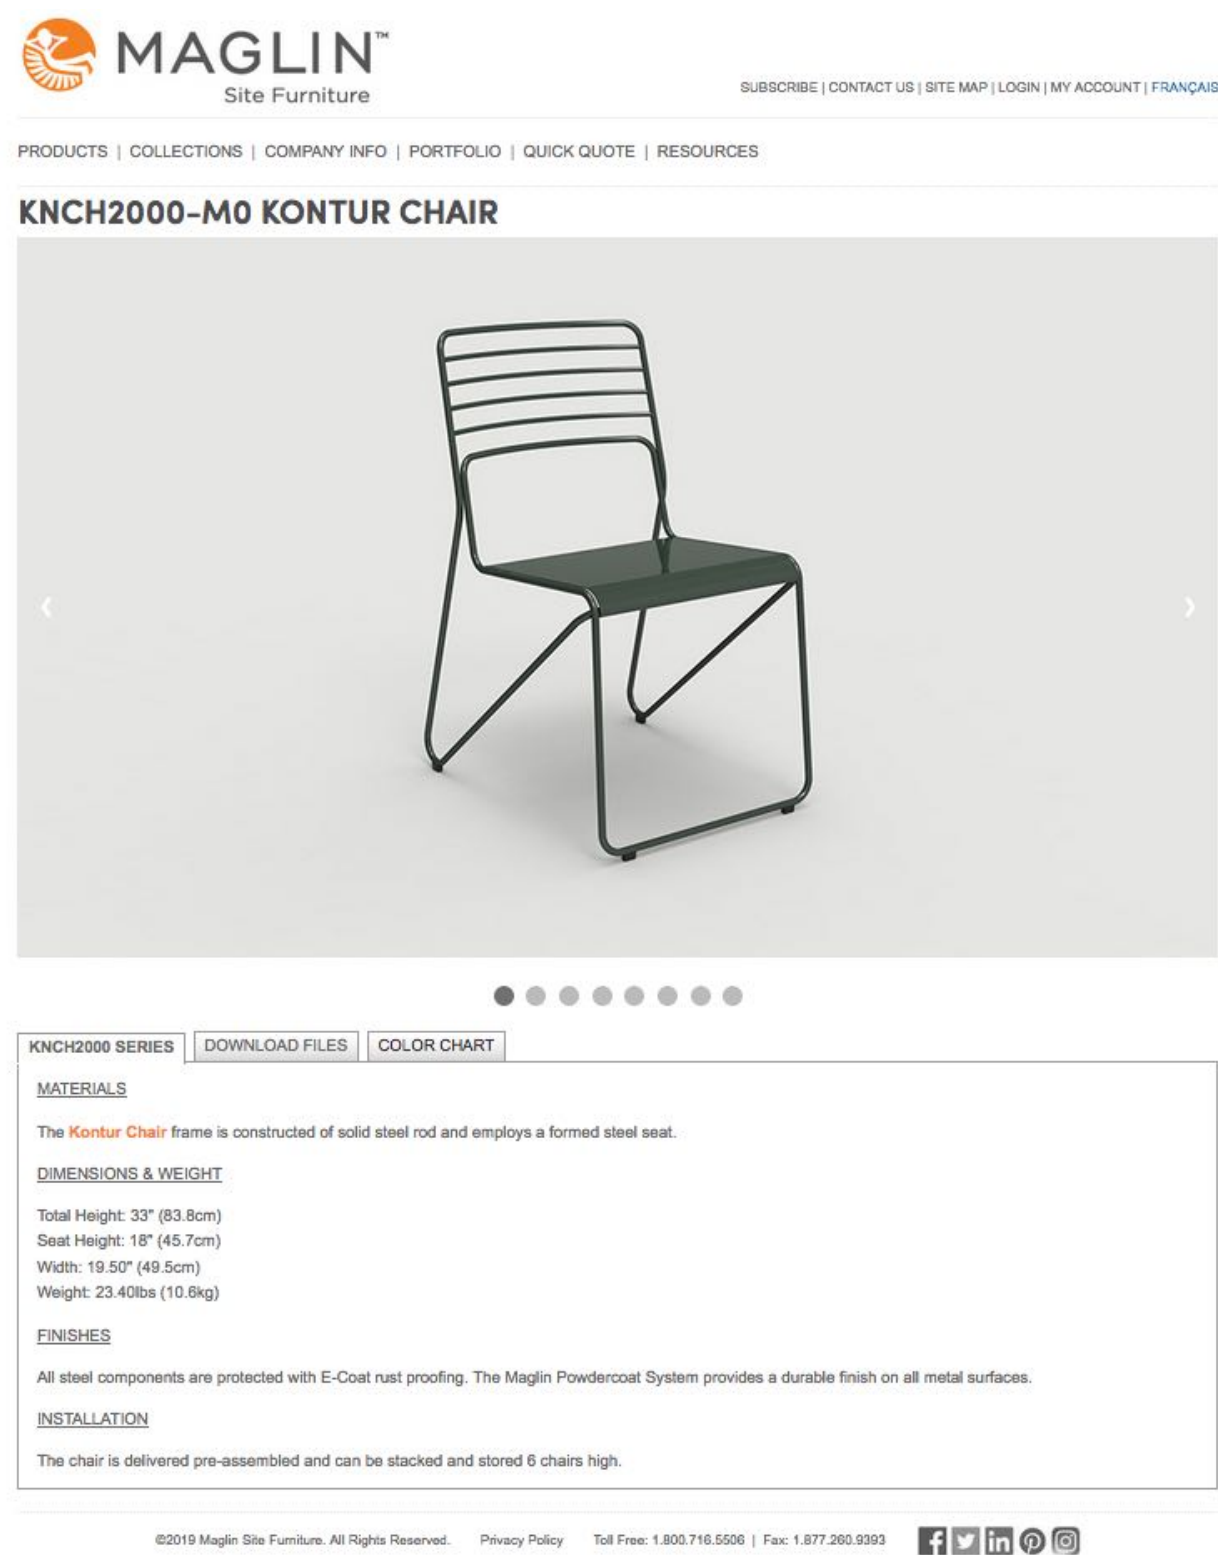 MAGLIN™
Site Furniture
SUBSCRIBE | CONTACT US | SITE MAP | LOGIN | MY ACCOUNT | FRANÇAIS
PRODUCTS | COLLECTIONS | COMPANY INFO | PORTFOLIO | QUICK QUOTE | RESOURCES
KNCH2000-M0 KONTUR CHAIR
KNCH2000 SERIES
DOWNLOAD FILES
COLOR CHART
MATERIALS
The Kontur Chair frame is constructed of solid steel rod and employs a formed steel seat.
DIMENSIONS & WEIGHT
Total Height: 33" (83.8cm)
Seat Height: 18" (45.7cm)
Width: 19.50" (49.5cm)
Weight: 23.40lbs (10.6kg)
FINISHES
All steel components are protected with E-Coat rust proofing. The Maglin Powdercoat System provides a durable finish on all metal surfaces.
INSTALLATION
The chair is delivered pre-assembled and can be stacked and stored 6 chairs high.
©2019 Maglin Site Furniture. All Rights Reserved. Privacy Policy Toll Free: 1.800.716.5506 | Fax: 1.877.260.9393